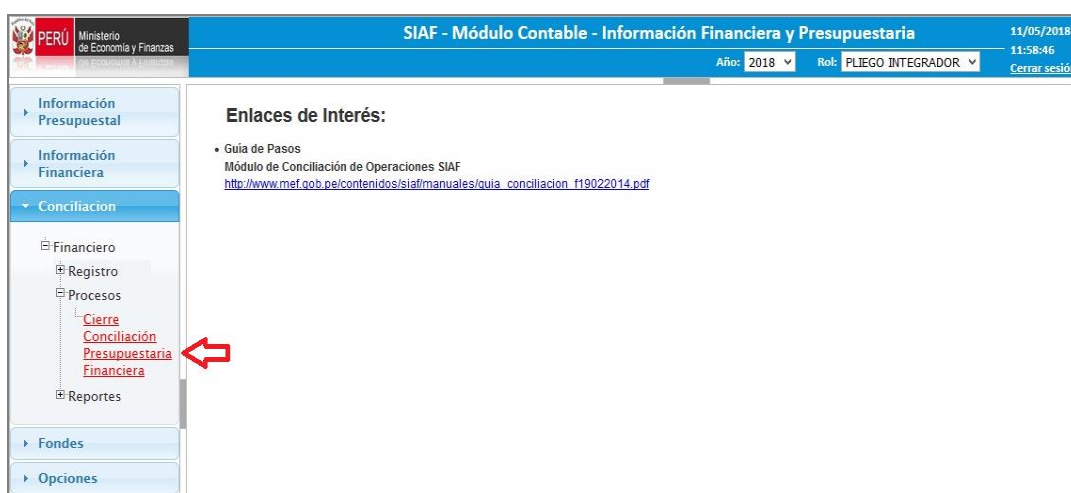 PERÚ
Ministerio
de Economía y Finanzas
SIAF - Módulo Contable - Información Financiera y Presupuestaria
11/05/2018
11:58:46
Año: 2018 Rol: PLIEGO INTEGRADOR
Cerrar sesió
Información
Presupuestal
Información
Financiera
Conciliacion
Financiero
Registro
Procesos
Cierre
Conciliación
Presupuestaria
Financiera
Reportes
Fondes
Opciones
Enlaces de Interés:
• Guía de Pasos
Módulo de Conciliación de Operaciones SIAF
http://www.mef.gob.pe/contenidos/siaf/manuales/guia_conciliacion_f19022014.pdf